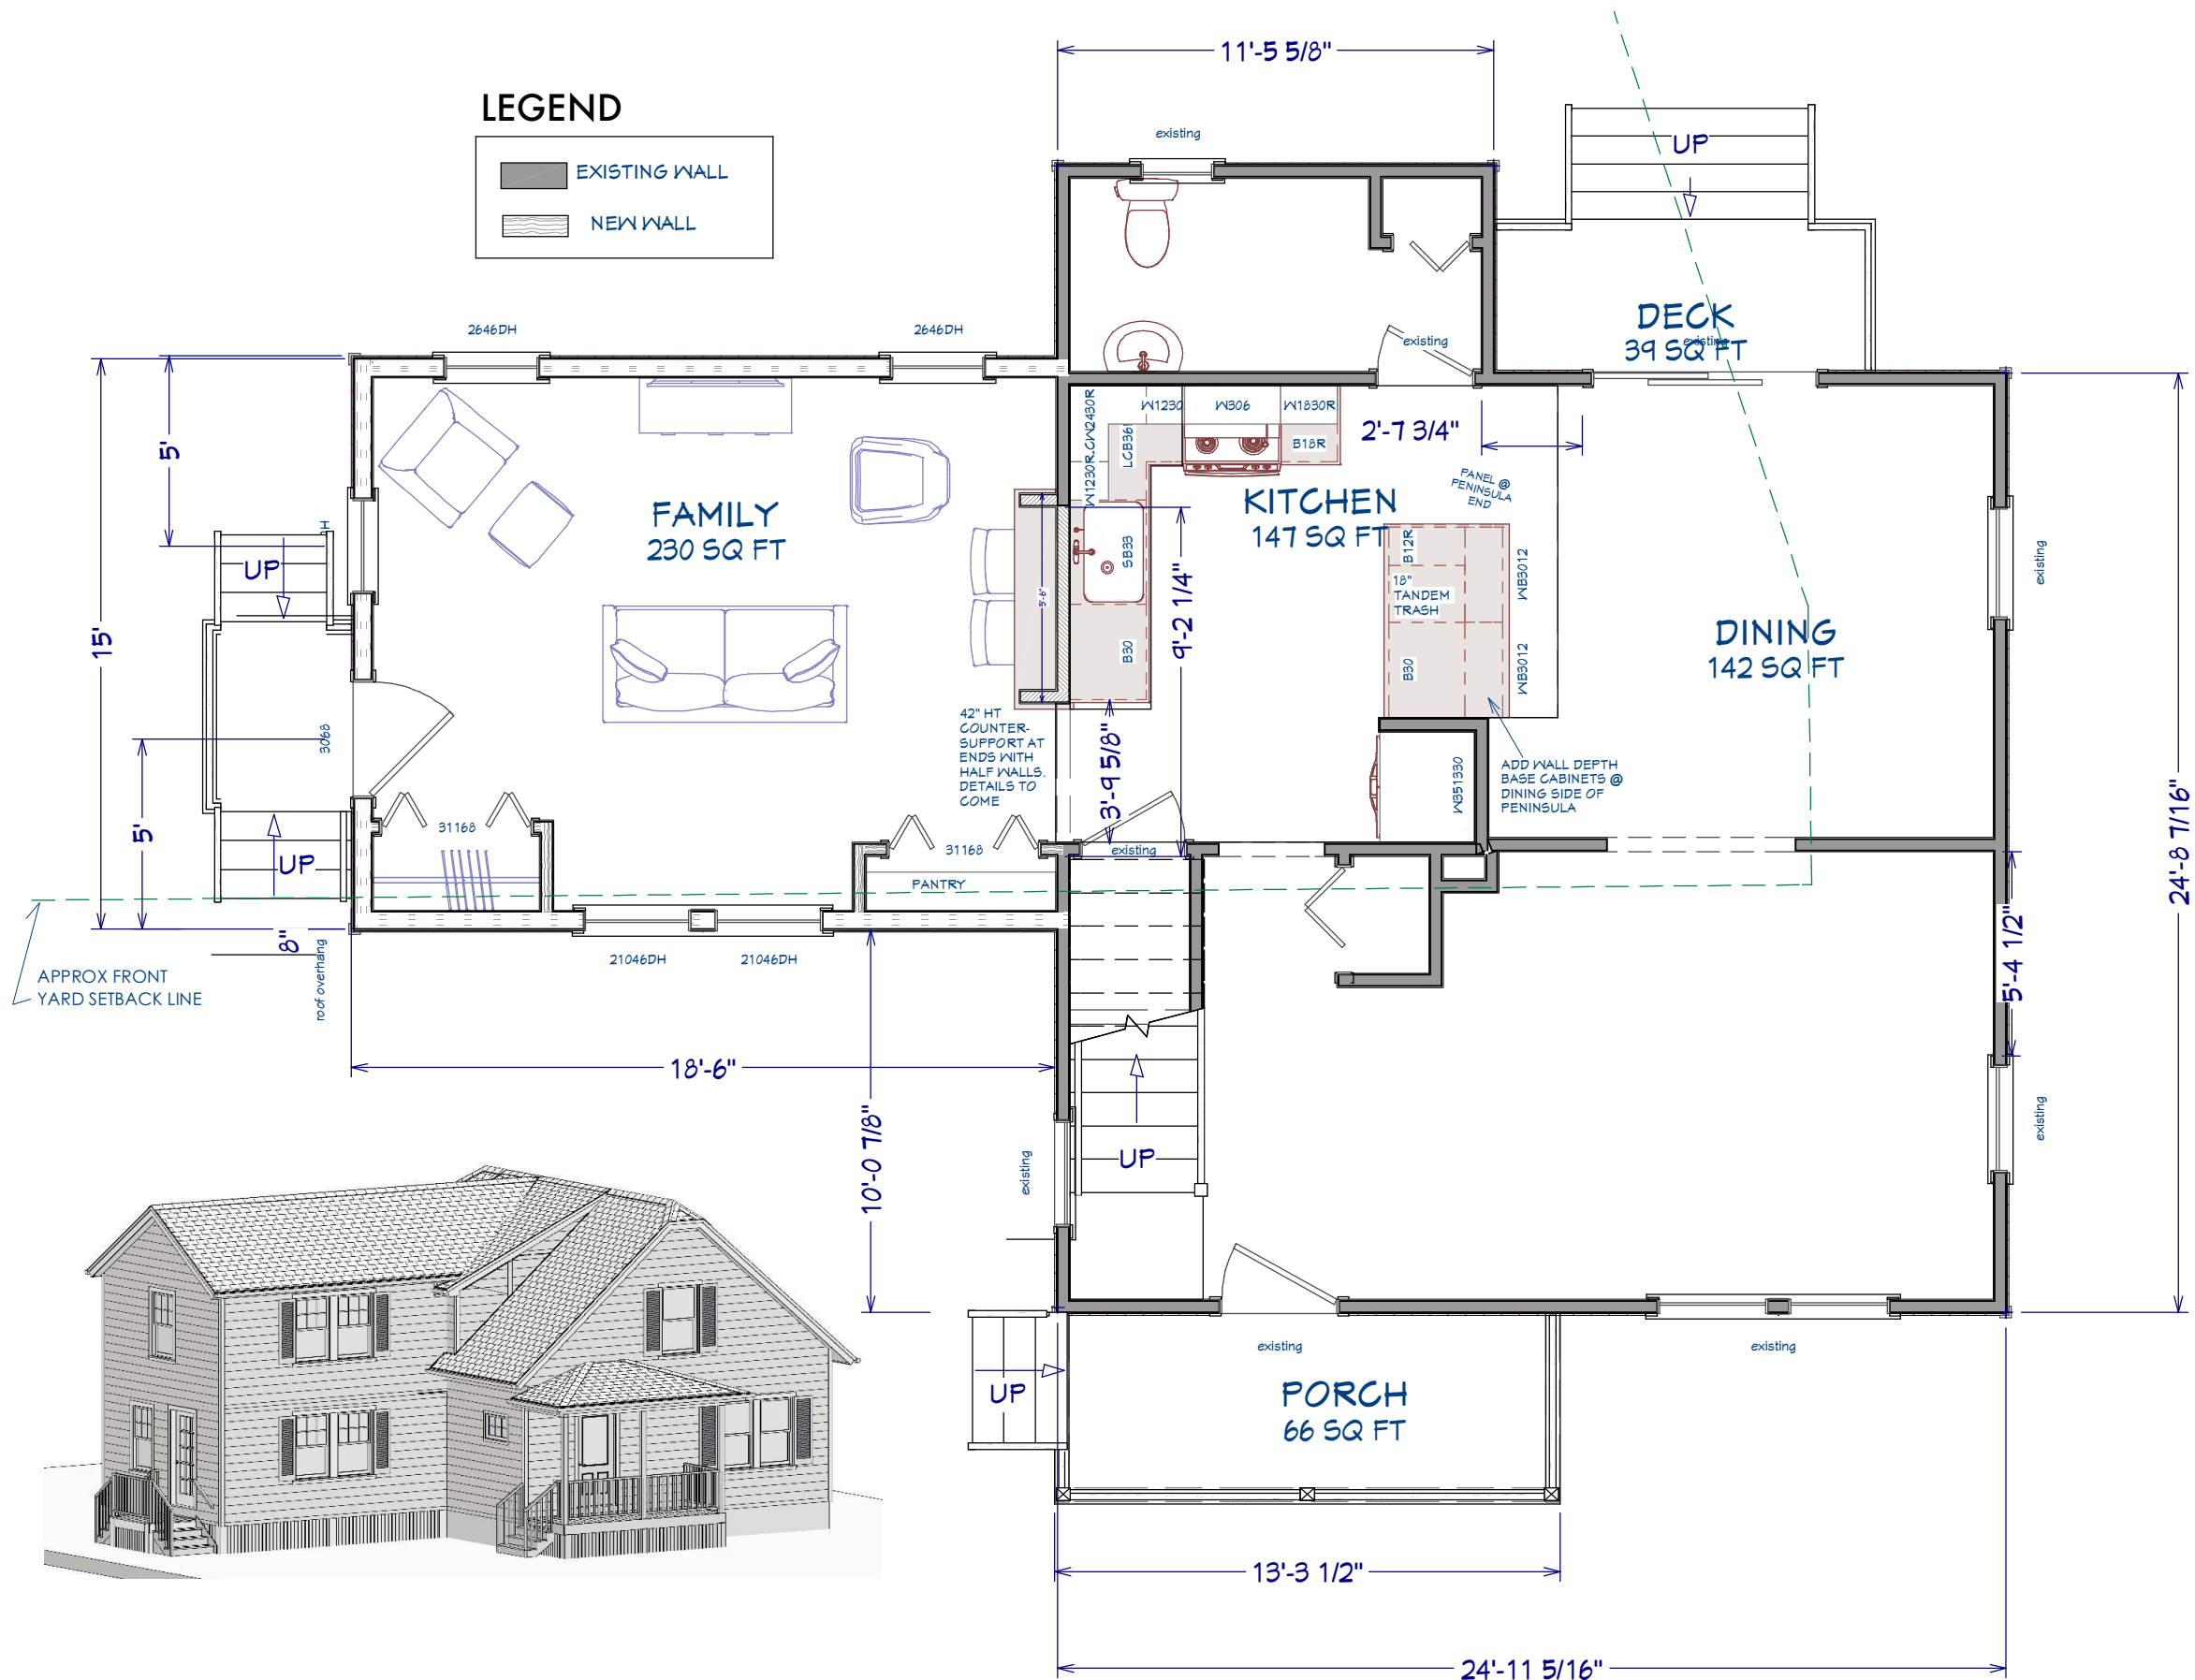 11'-5 5/8"
LEGEND
EXISTING WALL
NEW WALL
existing
UP
DECK
39 SQ FT
existing
2646DH
2646DH
existing
5'
15'
5'
8"
UP
3068
UP
FAMILY
230 SQ FT
31168
31168
PANTRY
42" HT
COUNTER-
SUPPORT AT
ENDS WITH
HALF WALLS.
DETAILS TO
COME
5'-6"
W1230
W306
W1830R
B18R
LCB36
SB33
B30
2'-7 3/4"
KITCHEN
147 SQ FT
PANEL @
PENINSULA
END
B12R
18"
TANDEM
TRASH
B30
WB3012
WB3012
9'-2 1/4"
3'-9 5/8"
W351330
ADD WALL DEPTH
BASE CABINETS @
DINING SIDE OF
PENINSULA
DINING
142 SQ FT
existing
24'-8 7/16"
5'-4 1/2"
existing
existing
APPROX FRONT
YARD SETBACK LINE
roof overhang
21046DH
21046DH
18'-6"
10'-0 7/8"
existing
UP
UP
existing
existing
PORCH
66 SQ FT
13'-3 1/2"
24'-11 5/16"